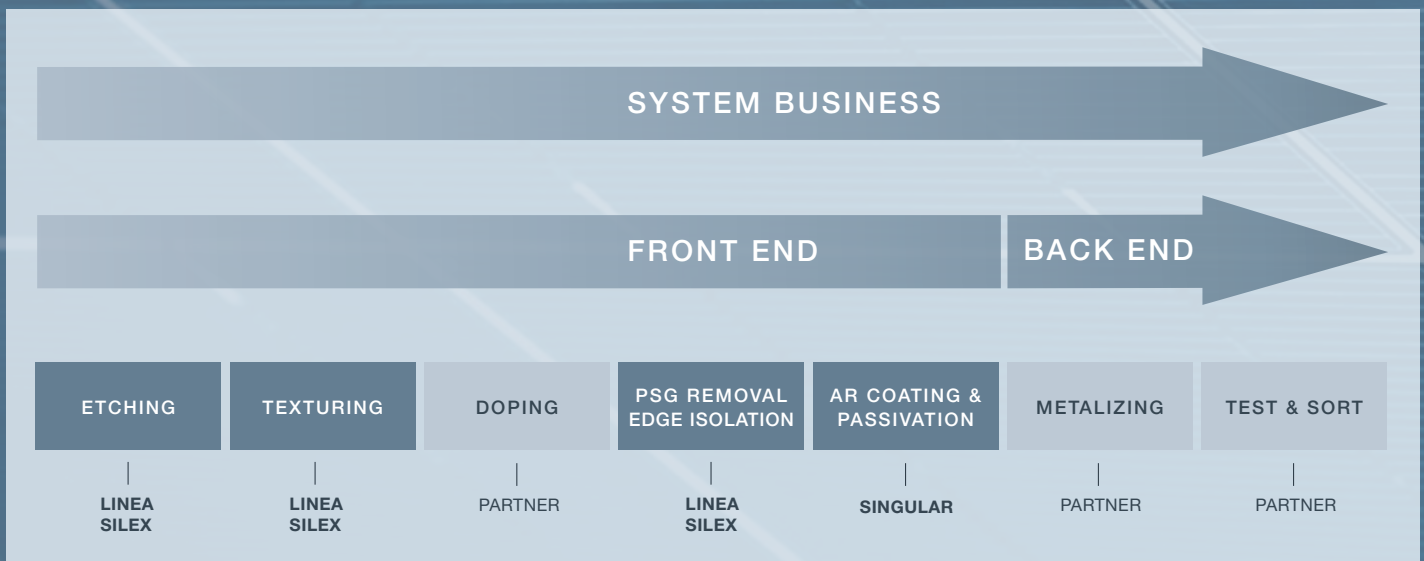 SYSTEM BUSINESS
FRONT END
BACK END
ETCHING
TEXTURING
DOPING
PSG REMOVAL
EDGE ISOLATION
AR COATING &
PASSIVATION
METALIZING
TEST & SORT
LINEA
SILEX
LINEA
SILEX
PARTNER
LINEA
SILEX
SINGULAR
PARTNER
PARTNER